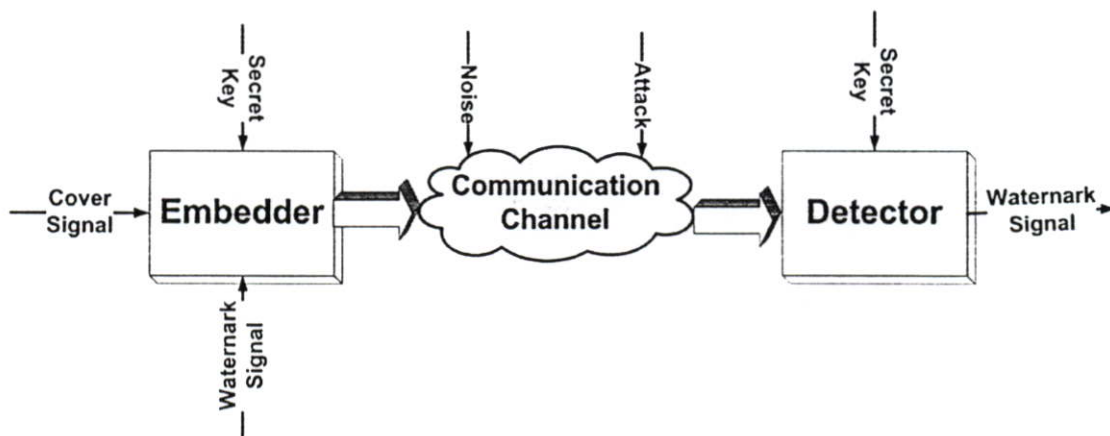 Secret
Key
Noise
Attack
Secret
Key
Cover
Signal
Embedder
Communication
Channel
Detector
Waternark
Signal
Waternark
Signal